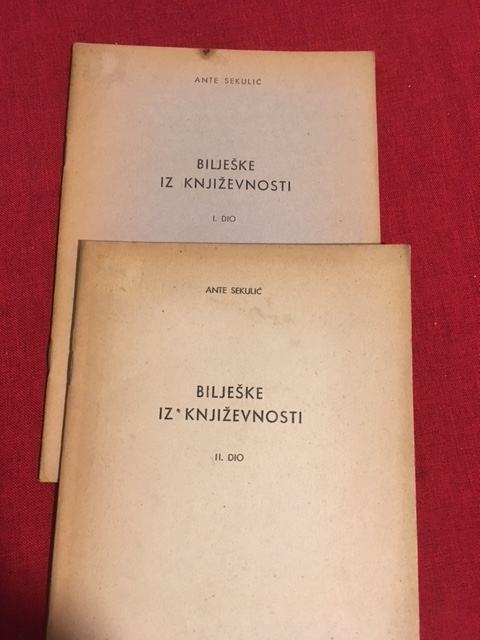 ANTE SEKULIĆ
BILJEŠKE
IZ KNJIŽEVNOSTI
I. DIO
ANTE SEKULIĆ
BILJEŠKE
IZ KNJIŽEVNOSTI
II. DIO